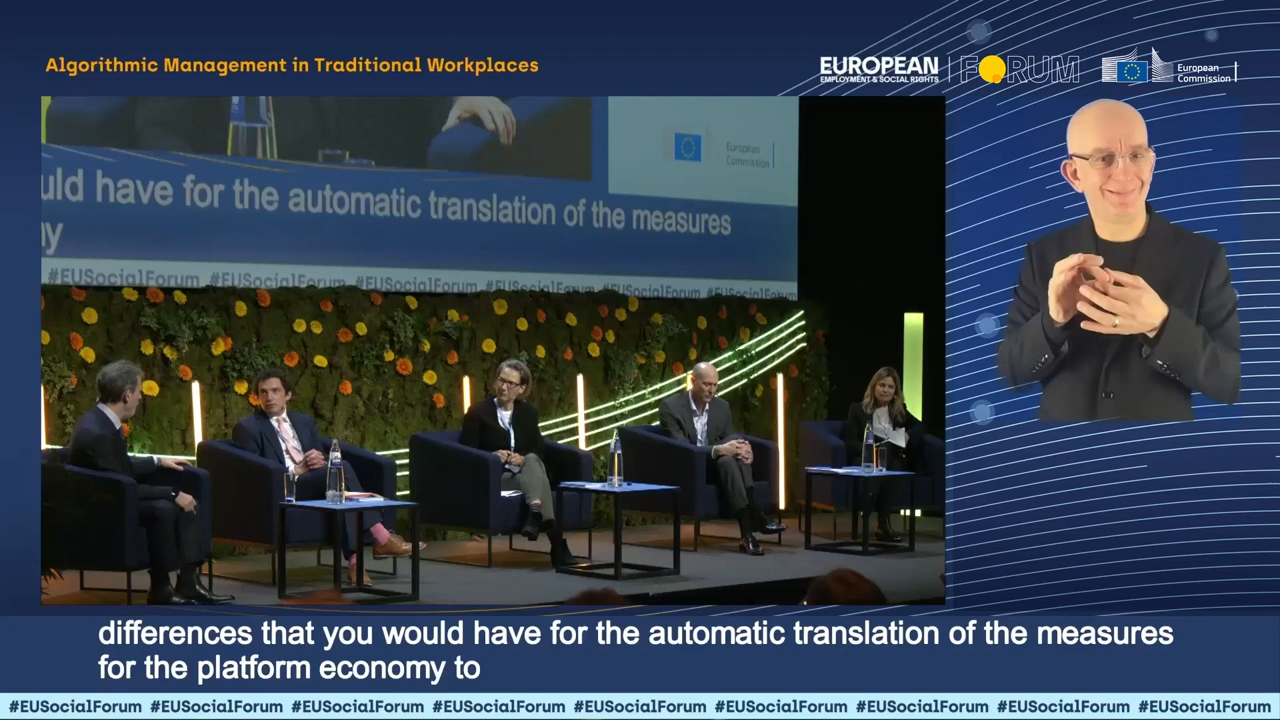 Algorithmic Management in Traditional Workplaces
EUROPEAN
EMPLOYMENT & SOCIAL RIGHTS
FORUM
European
Commission
European
Commission
uld have for the automatic translation of the measures
ny
#EUSocialForum #EUSocialForum #EUSocialForum #EUSocialForum #EUSocialForum #EUSocialForum
differences that you would have for the automatic translation of the measures
for the platform economy to
#EUSocialForum #EUSocialForum #EUSocialForum #EUSocialForum #EUSocialForum #EUSocialForum #EUSocialForum #EUSocialForum #EUSocialForum